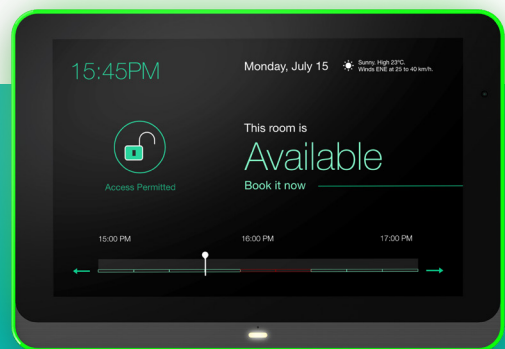 15:45PM
Monday, July 15
Sunny. High 23°C.
Winds ENE at 25 to 40 km/h.
This room is
Available
Book it now
Access Permitted
15:00 PM 16:00 PM 17:00 PM